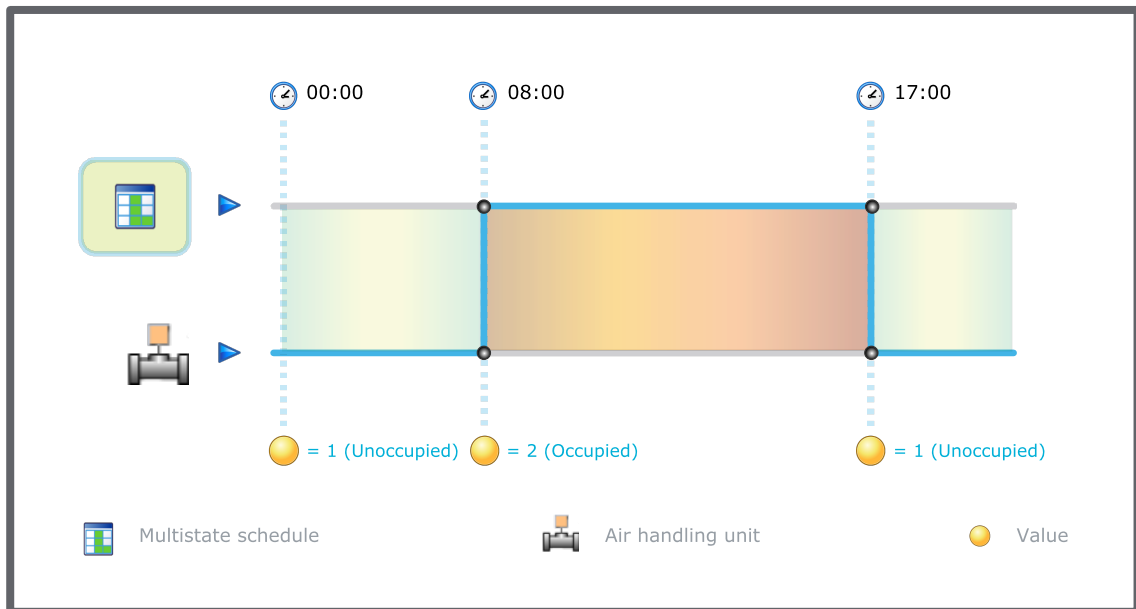 00:00 08:00 17:00
= 1 (Unoccupied) = 2 (Occupied) = 1 (Unoccupied)
Multistate schedule Air handling unit Value